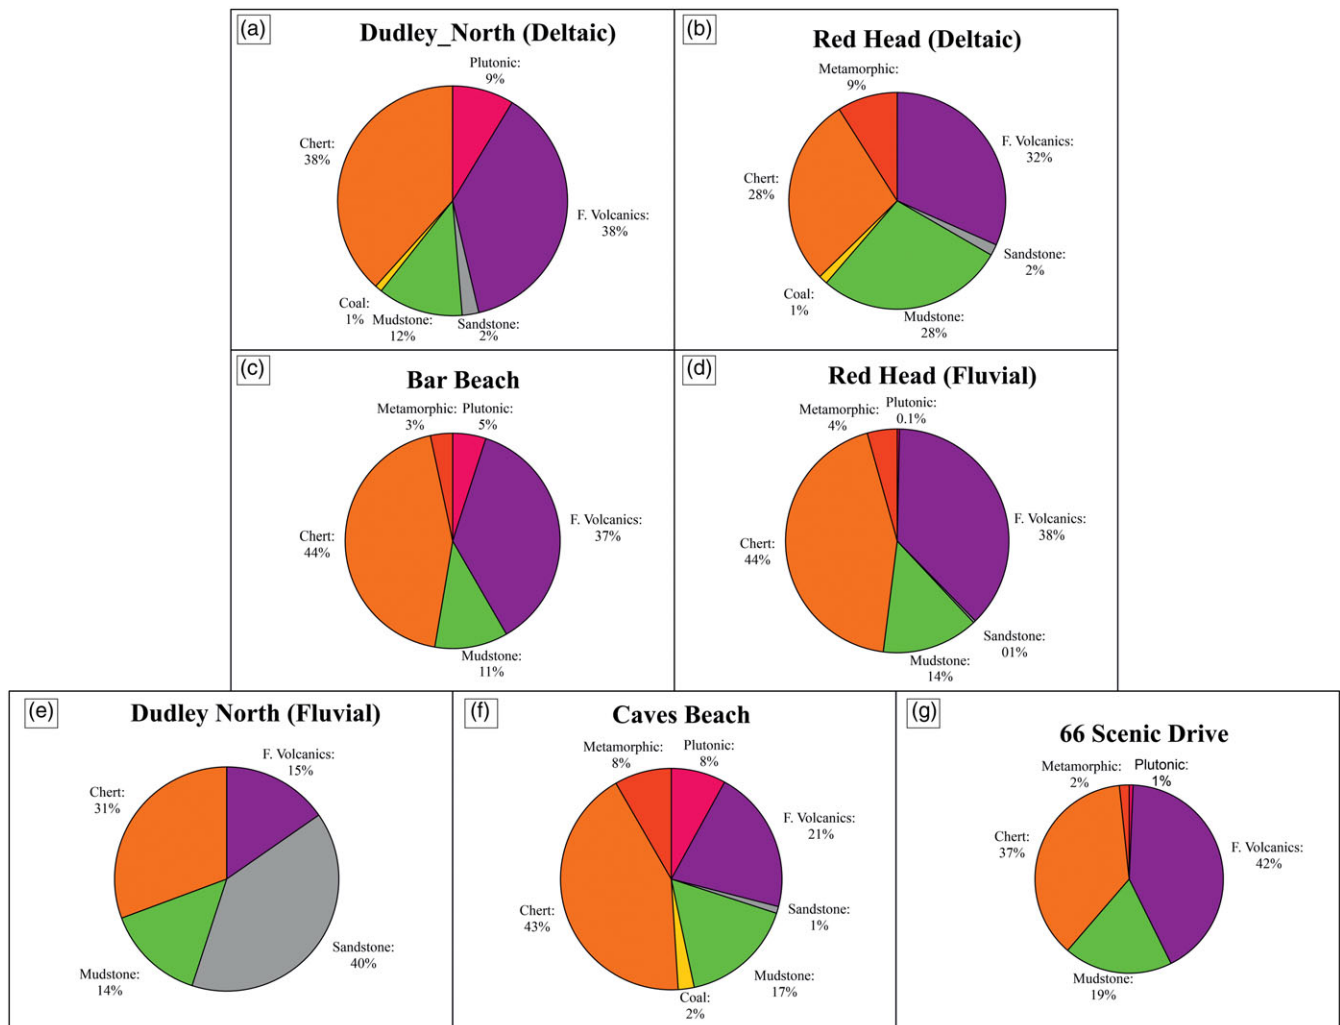 (a)
Dudley_North (Deltaic)
Plutonic:
9%
Chert:
38%
F. Volcanics:
38%
Coal:
1%
Mudstone:
12%
Sandstone:
2%
(b)
Red Head (Deltaic)
Metamorphic:
9%
F. Volcanics:
32%
Chert:
28%
Sandstone:
2%
Coal:
1%
Mudstone:
28%
(c)
Bar Beach
Metamorphic:
3%
Plutonic:
5%
F. Volcanics:
37%
Chert:
44%
Mudstone:
11%
(d)
Red Head (Fluvial)
Metamorphic:
4%
Plutonic:
0.1%
F. Volcanics:
38%
Chert:
44%
Sandstone:
01%
Mudstone:
14%
(e)
Dudley North (Fluvial)
F. Volcanics:
15%
Chert:
31%
Sandstone:
40%
Mudstone:
14%
(f)
Caves Beach
Metamorphic:
8%
Plutonic:
8%
F. Volcanics:
21%
Chert:
43%
Sandstone:
1%
Mudstone:
17%
Coal:
2%
(g)
66 Scenic Drive
Metamorphic:
2%
Plutonic:
1%
Chert:
37%
F. Volcanics:
42%
Mudstone:
19%